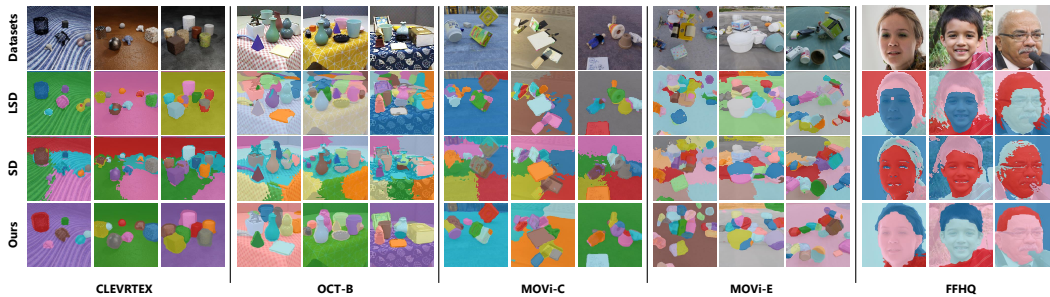 Datasets
LSD
SD
Ours
CLEVRTEX
OCT-B
MOVi-C
MOVi-E
FFHQ